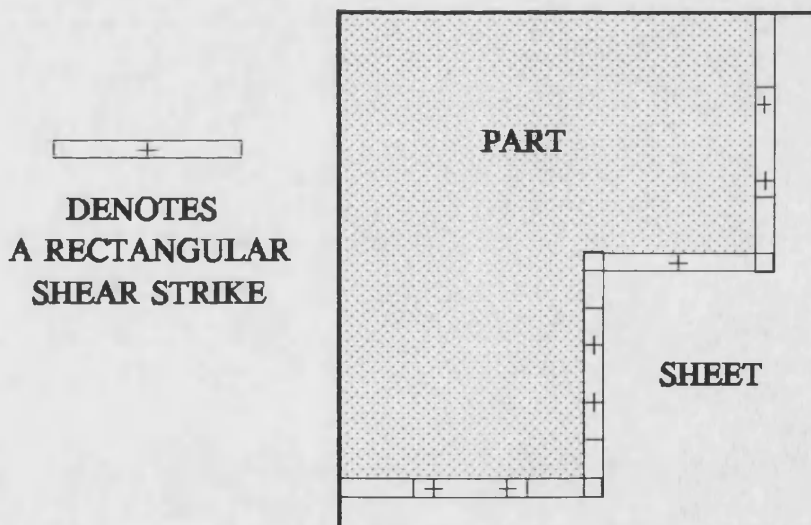 PART
DENOTES
A RECTANGULAR
SHEAR STRIKE
SHEET